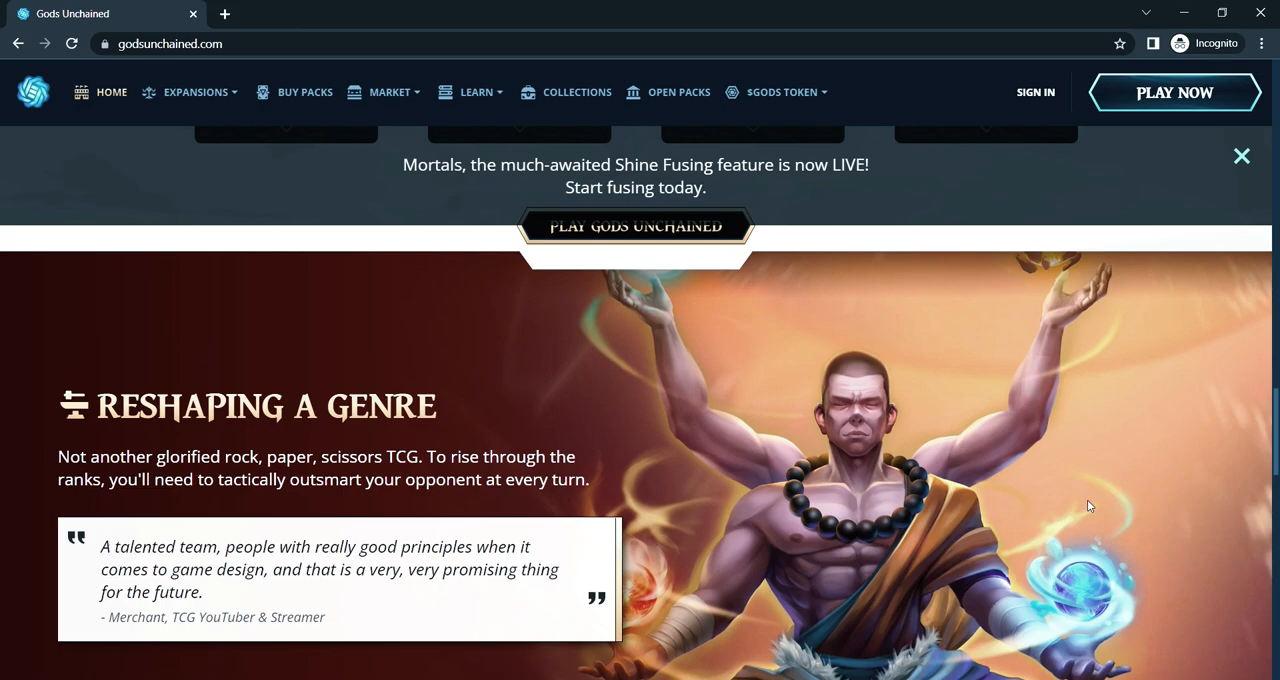 Gods Unchained
godsunchained.com
Incognito
HOME
EXPANSIONS
BUY PACKS
MARKET
LEARN
COLLECTIONS
OPEN PACKS
$GODS TOKEN
SIGN IN
PLAY NOW
Mortals, the much-awaited Shine Fusing feature is now LIVE!
Start fusing today.
PLAY GODS UNCHAINED
RESHAPING A GENRE
Not another glorified rock, paper, scissors TCG. To rise through the
ranks, you'll need to tactically outsmart your opponent at every turn.
" A talented team, people with really good principles when it
comes to game design, and that is a very, very promising thing
for the future. "
- Merchant, TCG YouTuber & Streamer